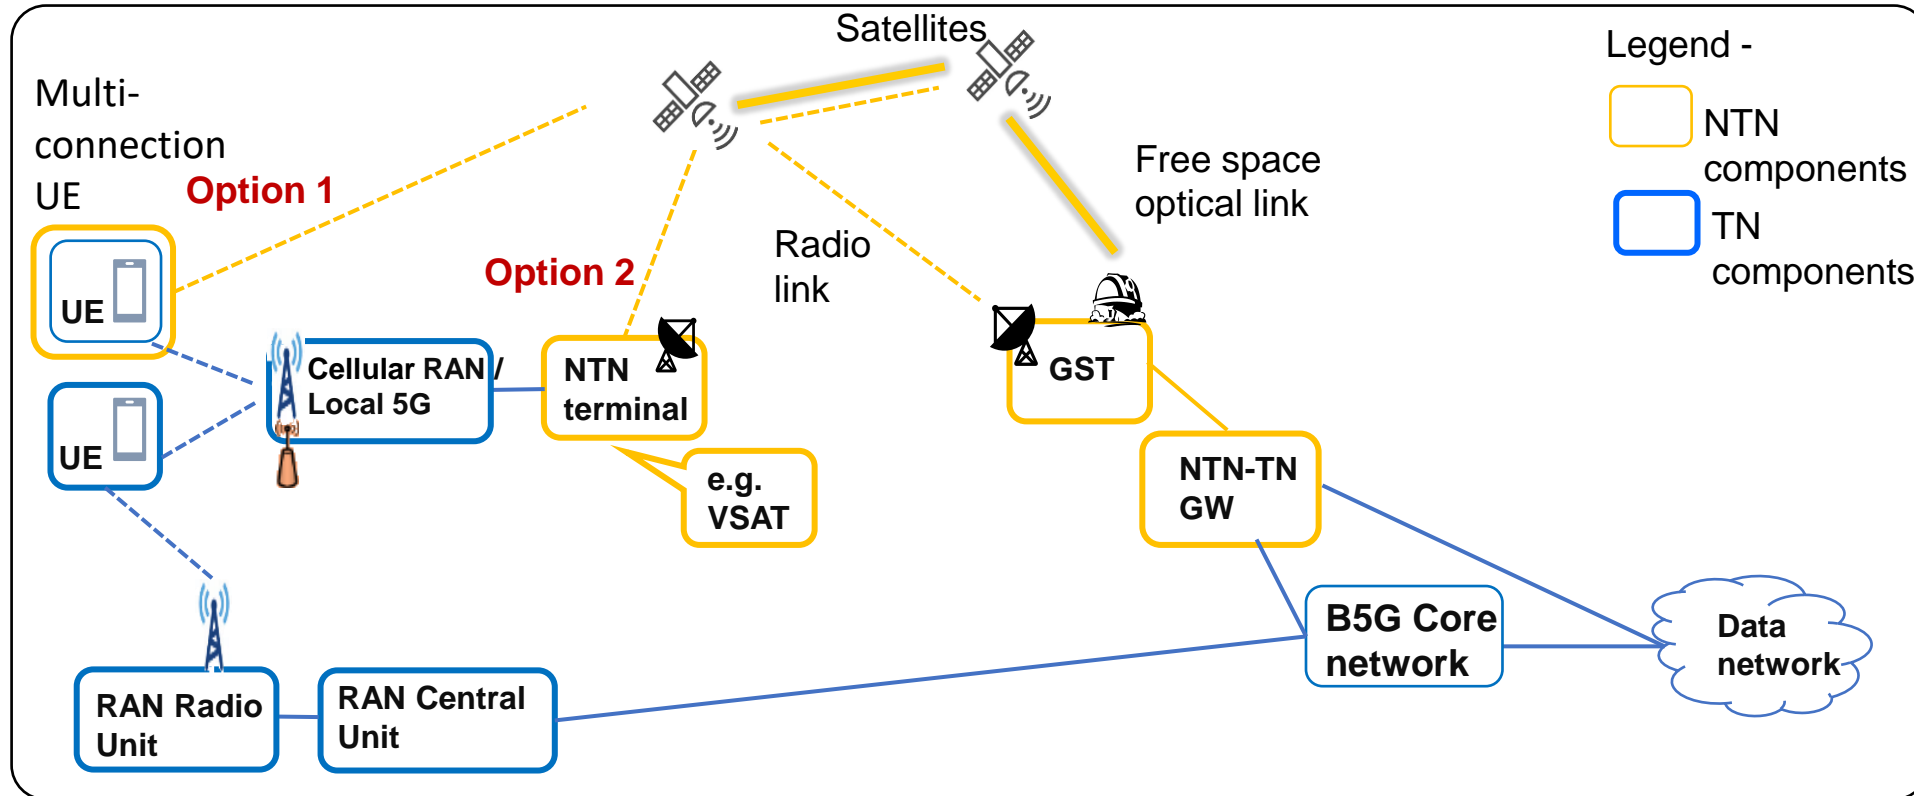 Satellites
Legend -
Multi-
connection
UE
NTN
components
TN
components
Option 1
Free space
optical link
Radio
link
Option 2
UE
Cellular RAN /
Local 5G
NTN
terminal
GST
UE
e.g.
VSAT
NTN-TN
GW
B5G Core
network
Data
network
RAN Radio
Unit
RAN Central
Unit